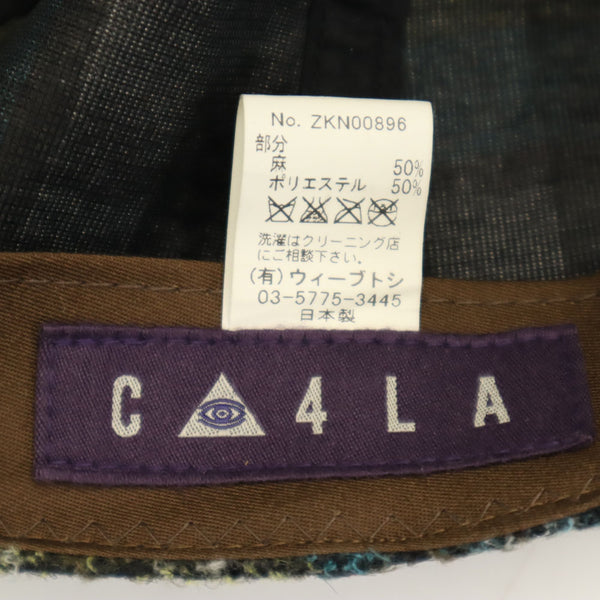 No. ZKN00896
部分
麻 50%
ポリエステル 50%
洗濯はクリーニング店
にご相談下さい。
(有)ウィーブトシ
03-5775-3445
日本製
C 4 L A